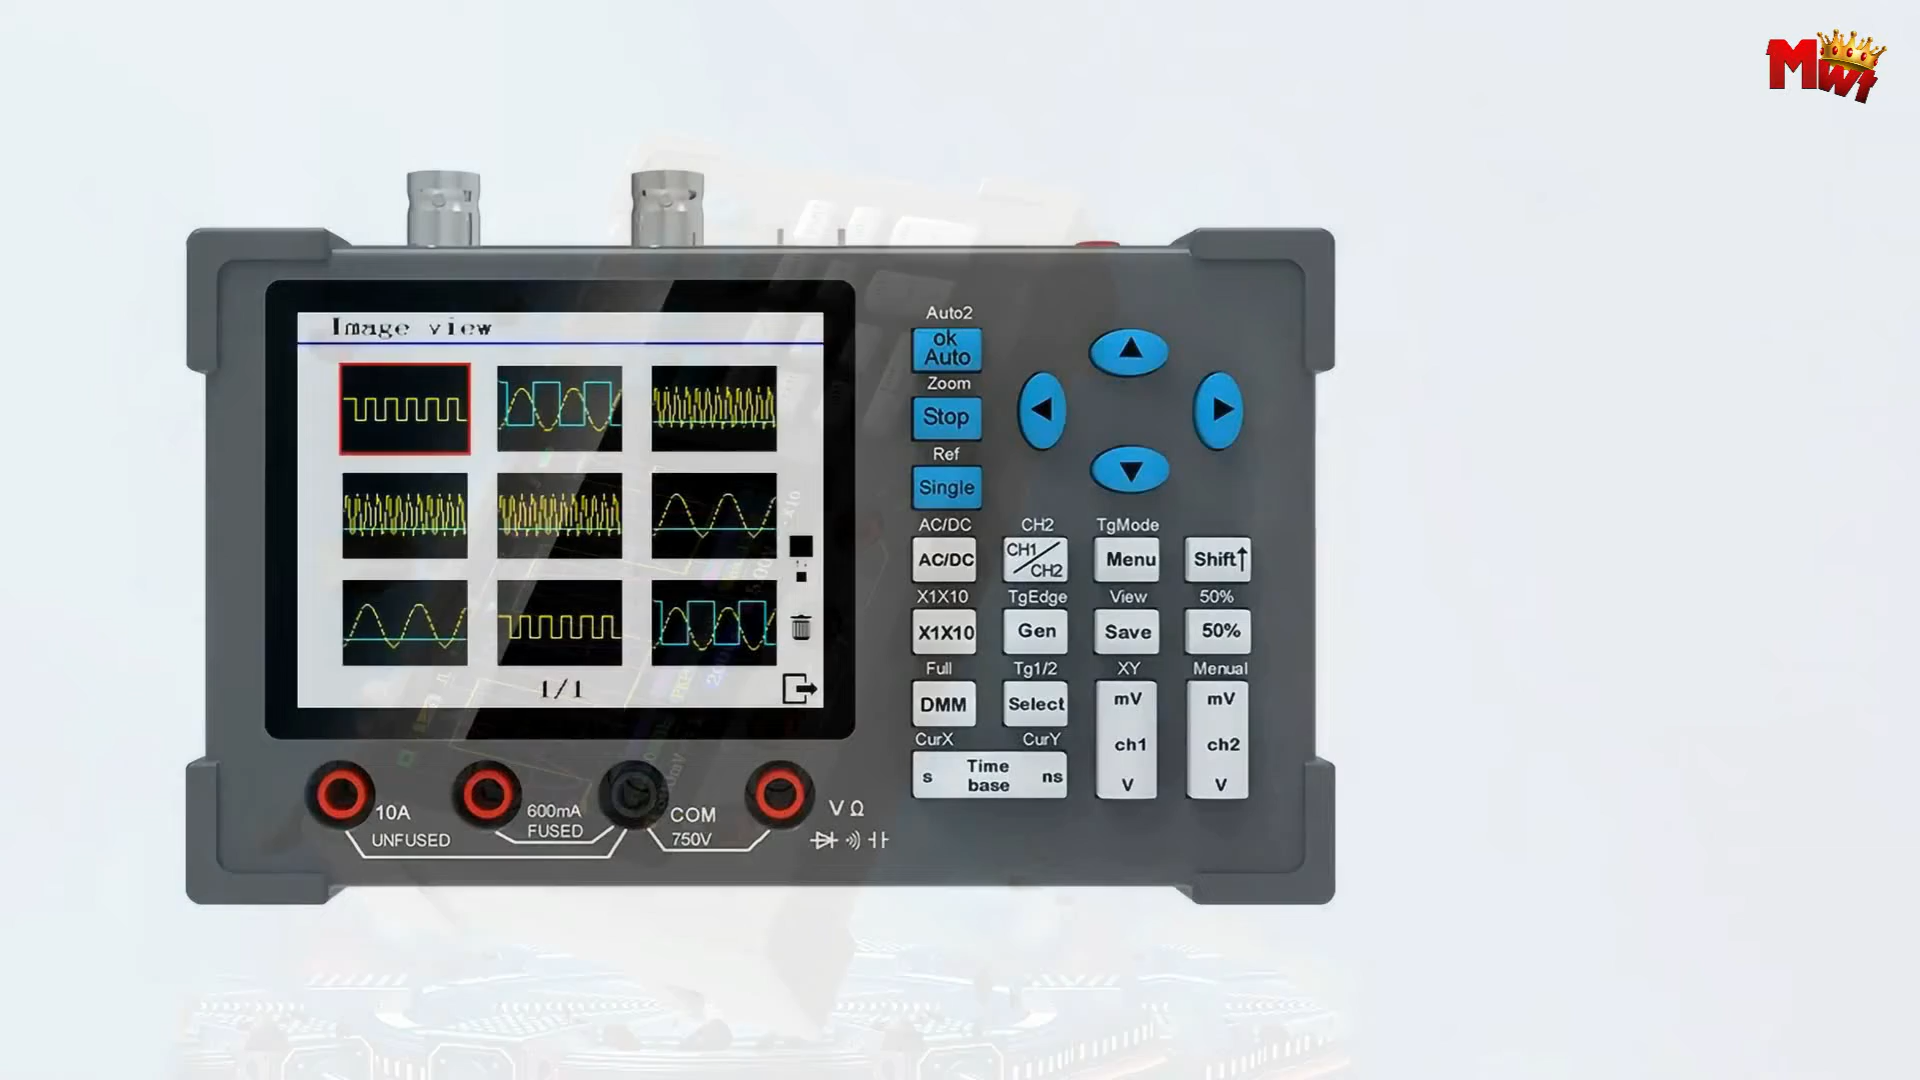 MWT
Image view
1/1
Auto2
ok
Auto
Zoom
Stop
Ref
Single
AC/DC CH2 TgMode
AC/DC CH1/CH2 Menu Shift↑
X1X10 TgEdge View 50%
X1X10 Gen Save 50%
Full Tg1/2 XY Menual
DMM Select mV mV
CurX CurY
s Time base ns ch1 ch2
V V
10A
UNFUSED
600mA
FUSED
COM
750V
V Ω